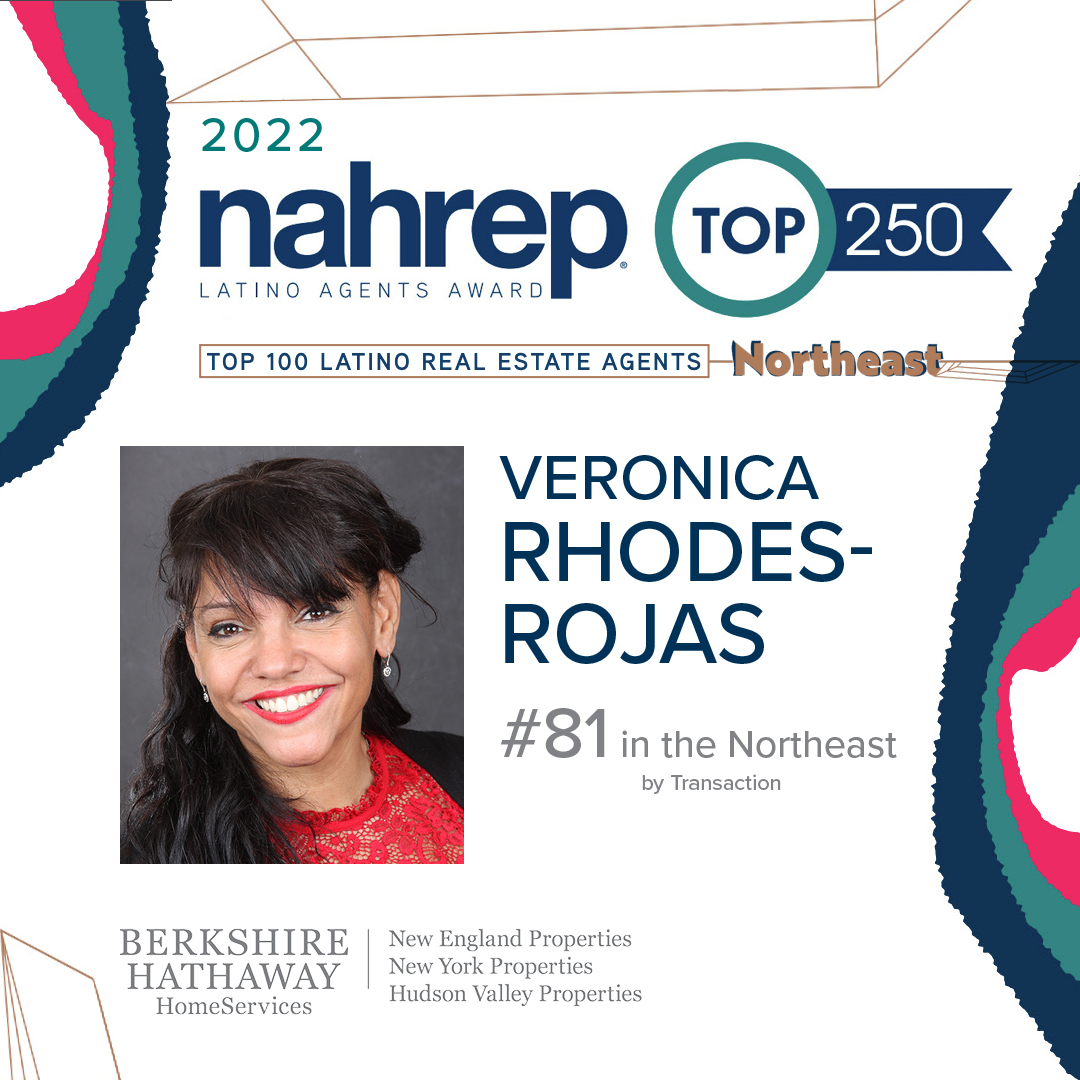 2022
nahrep®
LATINO AGENTS AWARD
TOP 250
TOP 100 LATINO REAL ESTATE AGENTS Northeast
VERONICA
RHODES-
ROJAS
#81 in the Northeast
by Transaction
BERKSHIRE
HATHAWAY
HomeServices
New England Properties
New York Properties
Hudson Valley Properties